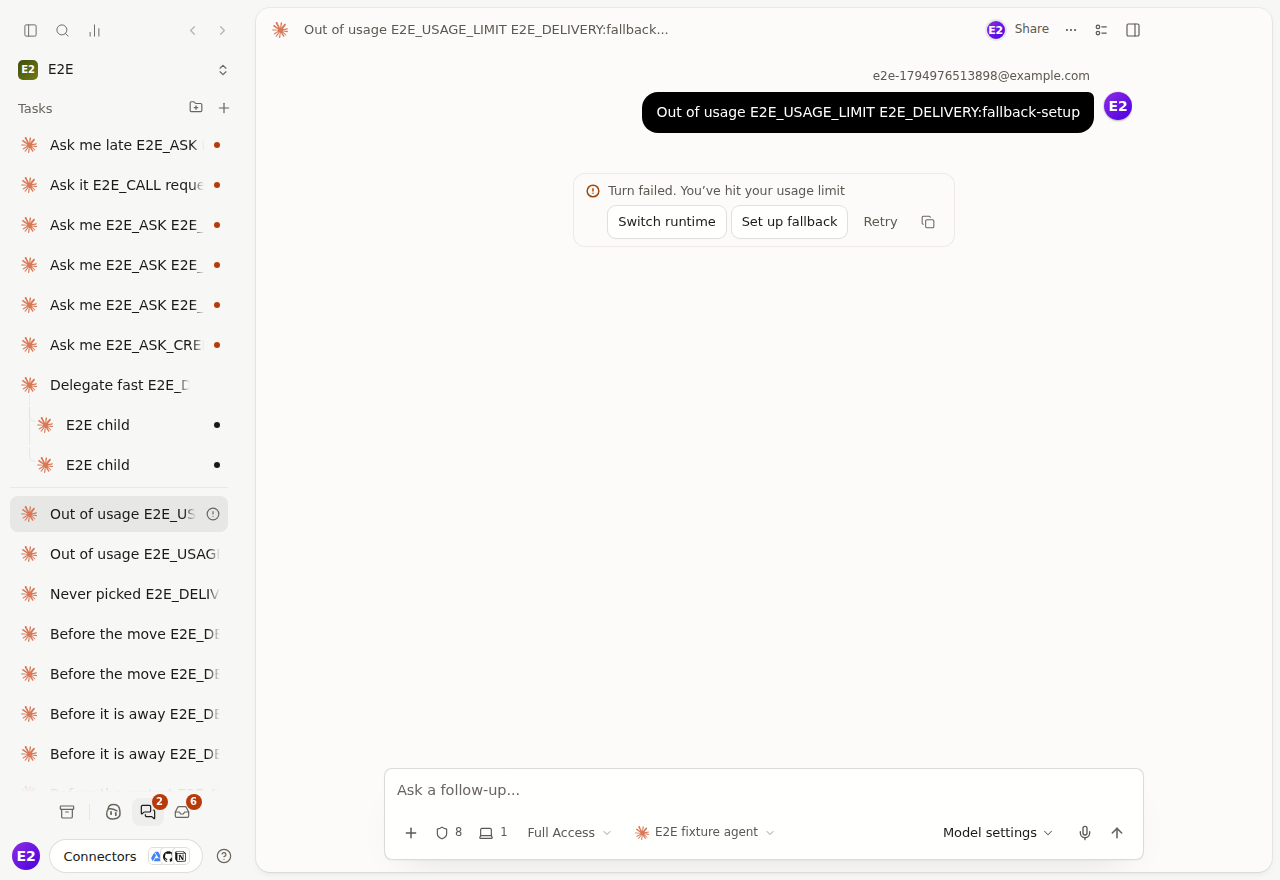 E2 E2E
Tasks
Ask me late E2E_ASK
Ask it E2E_CALL reque
Ask me E2E_ASK E2E_
Ask me E2E_ASK E2E_
Ask me E2E_ASK E2E_
Ask me E2E_ASK_CRE
Delegate fast E2E_D
E2E child
E2E child
Out of usage E2E_US
Out of usage E2E_USAG
Never picked E2E_DELIV
Before the move E2E_DE
Before the move E2E_DE
Before it is away E2E_DE
Before it is away E2E_DE
2 6
E2 Connectors
Out of usage E2E_USAGE_LIMIT E2E_DELIVERY:fallback...
E2 Share
e2e-1794976513898@example.com
Out of usage E2E_USAGE_LIMIT E2E_DELIVERY:fallback-setup
E2
Turn failed. You’ve hit your usage limit
Switch runtime Set up fallback Retry
Ask a follow-up...
8 1 Full Access E2E fixture agent Model settings